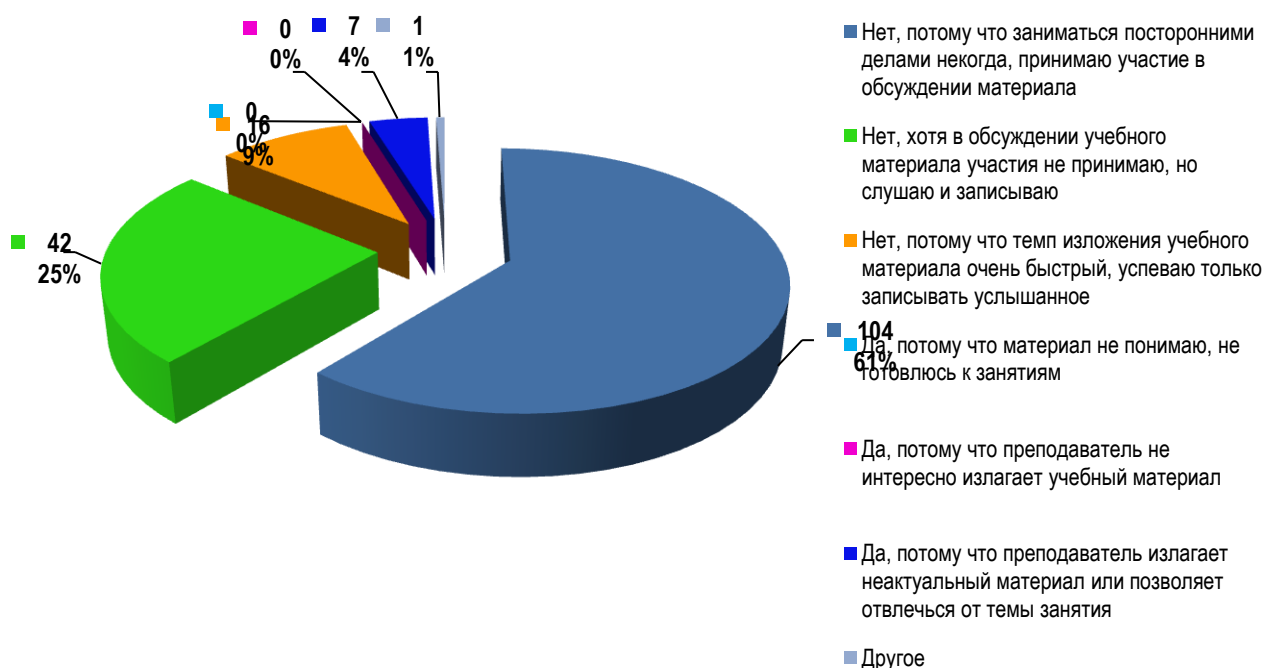 0
0%
7
4%
1
1%
0
0%
16
9%
42
25%
104
61%
Нет, потому что заниматься посторонними
делами некогда, принимаю участие в
обсуждении материала
Нет, хотя в обсуждении учебного
материала участия не принимаю, но
слушаю и записываю
Нет, потому что темп изложения учебного
материала очень быстрый, успеваю только
записывать услышанное
Да, потому что материал не понимаю, не
готовлюсь к занятиям
Да, потому что преподаватель не
интересно излагает учебный материал
Да, потому что преподаватель излагает
неактуальный материал или позволяет
отвлечься от темы занятия
Другое